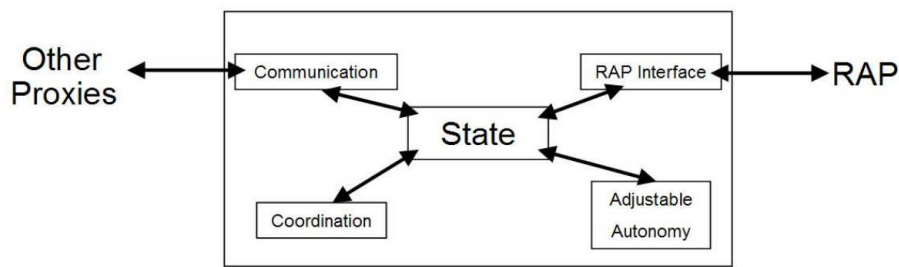 Other
Proxies
Communication
RAP Interface
RAP
State
Coordination
Adjustable
Autonomy